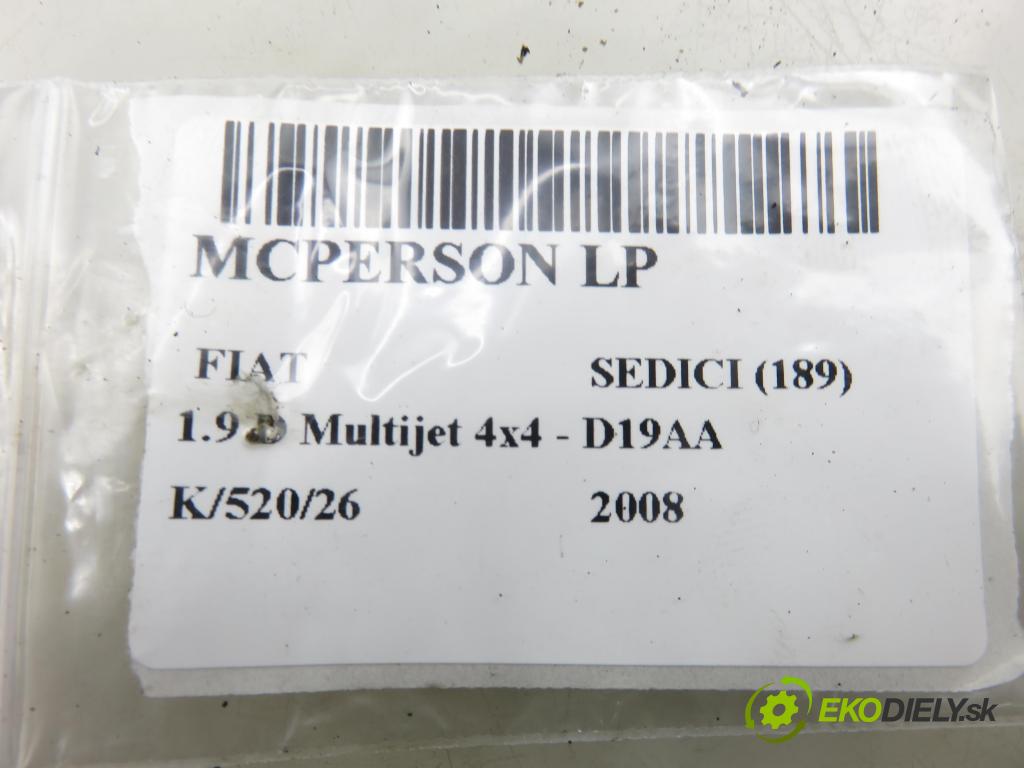 MCPERSON LP
FIAT SEDICI (189)
1.9 D Multijet 4x4 - D19AA
K/520/26 2008
EKODIELY.sk